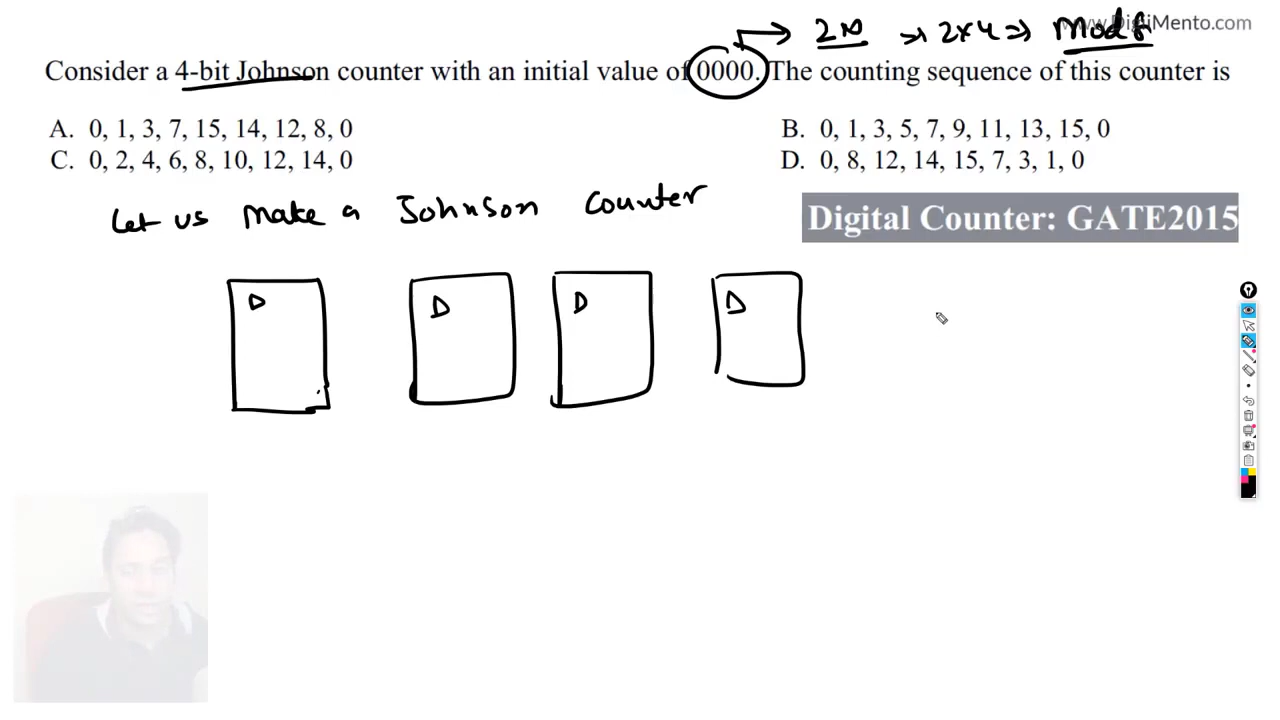 www.DigiMento.com
2N ⇒ 2×4 ⇒ Mod8
Consider a 4-bit Johnson counter with an initial value of 0000. The counting sequence of this counter is
A. 0, 1, 3, 7, 15, 14, 12, 8, 0
B. 0, 1, 3, 5, 7, 9, 11, 13, 15, 0
C. 0, 2, 4, 6, 8, 10, 12, 14, 0
D. 0, 8, 12, 14, 15, 7, 3, 1, 0
Let us make a Johnson counter
Digital Counter: GATE2015
D D D D